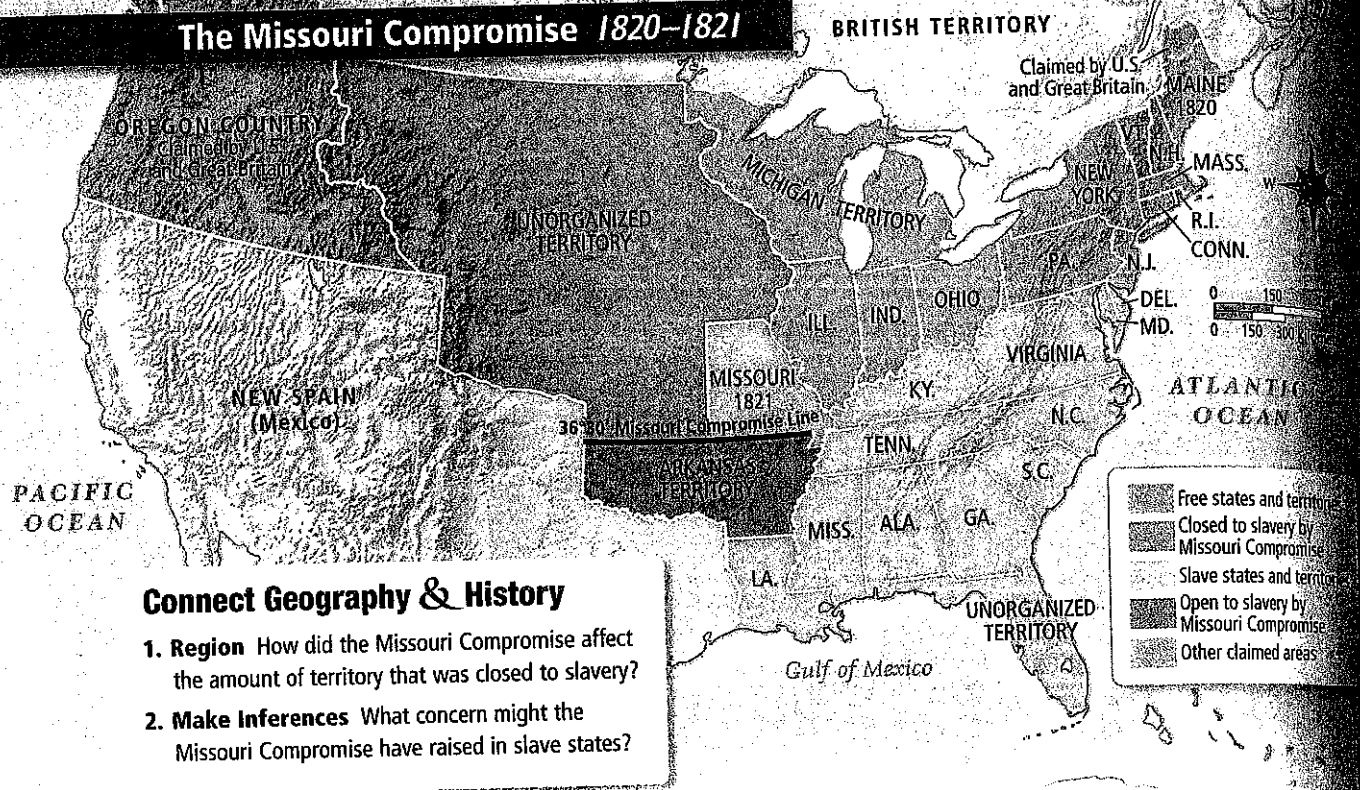 The Missouri Compromise 1820–1821
BRITISH TERRITORY
Claimed by U.S.
and Great Britain
MAINE
1820
OREGON COUNTRY
Claimed by U.S.
and Great Britain
VT.
N.H.
MASS.
NEW
YORK
W
R.I.
CONN.
MICHIGAN TERRITORY
UNORGANIZED
TERRITORY
PA.
N.J.
OHIO
DEL.
MD.
0 150
0 150 300
ILL.
IND.
VIRGINIA
MISSOURI
1821
KY.
ATLANTIC
OCEAN
NEW SPAIN
(Mexico)
36°30' Missouri Compromise Line
N.C.
TENN.
ARKANSAS
TERRITORY
S.C.
PACIFIC
OCEAN
MISS.
ALA.
GA.
LA.
UNORGANIZED
TERRITORY
Gulf of Mexico
Free states and
Closed to slavery by
Missouri Compromise
Slave states and
Open to slavery by
Missouri Compromise
Other claimed areas
Connect Geography & History
1. Region How did the Missouri Compromise affect
the amount of territory that was closed to slavery?
2. Make Inferences What concern might the
Missouri Compromise have raised in slave states?